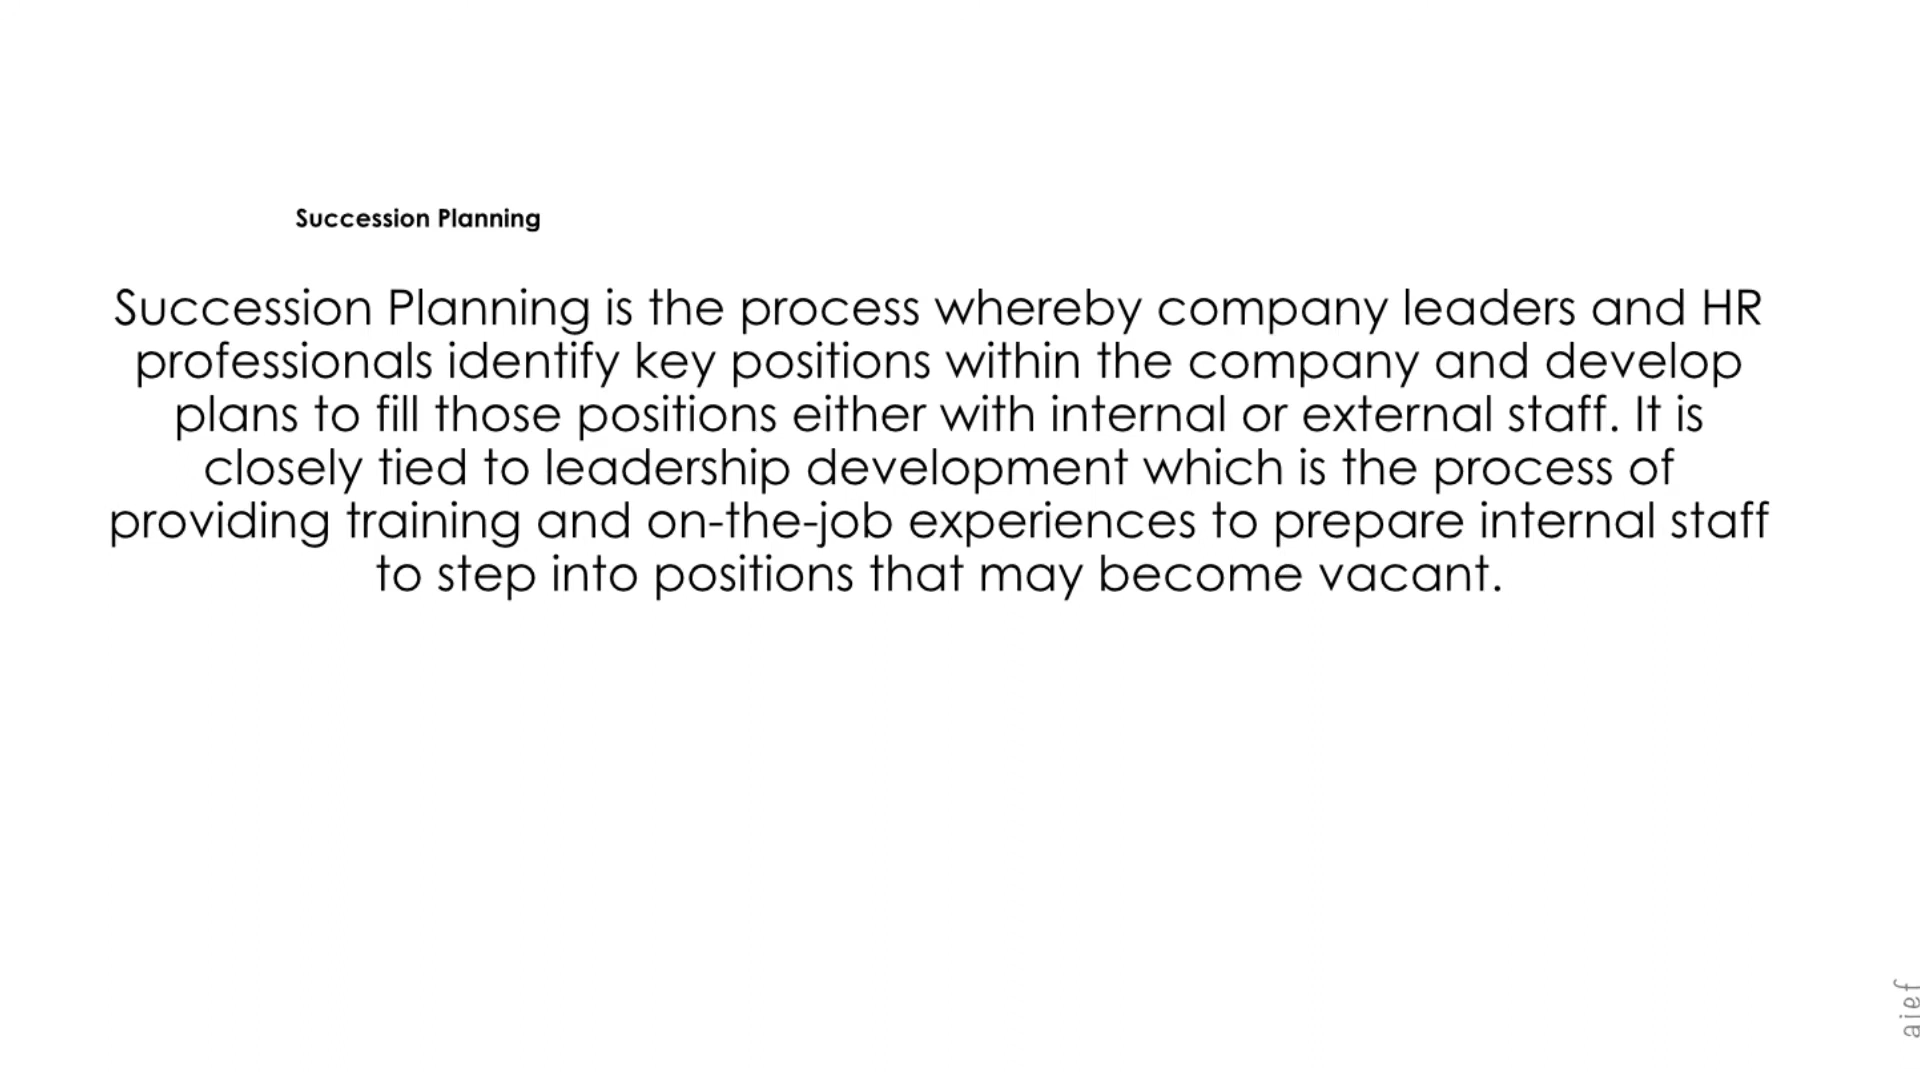 Succession Planning
Succession Planning is the process whereby company leaders and HR
professionals identify key positions within the company and develop
plans to fill those positions either with internal or external staff. It is
closely tied to leadership development which is the process of
providing training and on-the-job experiences to prepare internal staff
to step into positions that may become vacant.
aief